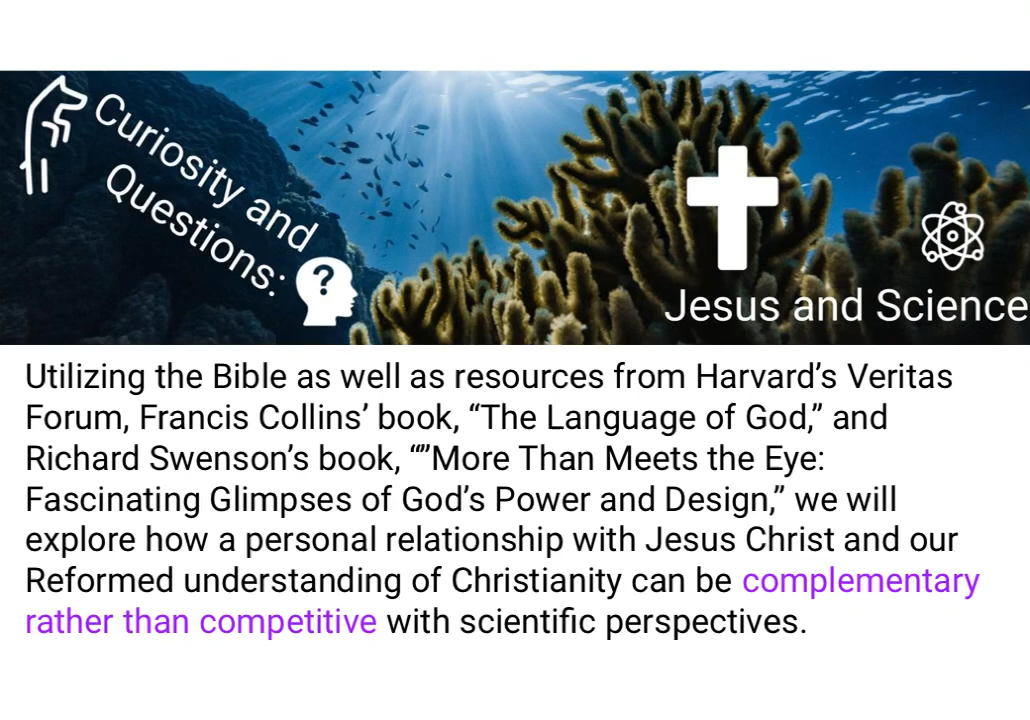 Curiosity and
Questions:
Jesus and Science
Utilizing the Bible as well as resources from Harvard’s Veritas
Forum, Francis Collins’ book, “The Language of God,” and
Richard Swenson’s book, “”More Than Meets the Eye:
Fascinating Glimpses of God’s Power and Design,” we will
explore how a personal relationship with Jesus Christ and our
Reformed understanding of Christianity can be complementary
rather than competitive with scientific perspectives.